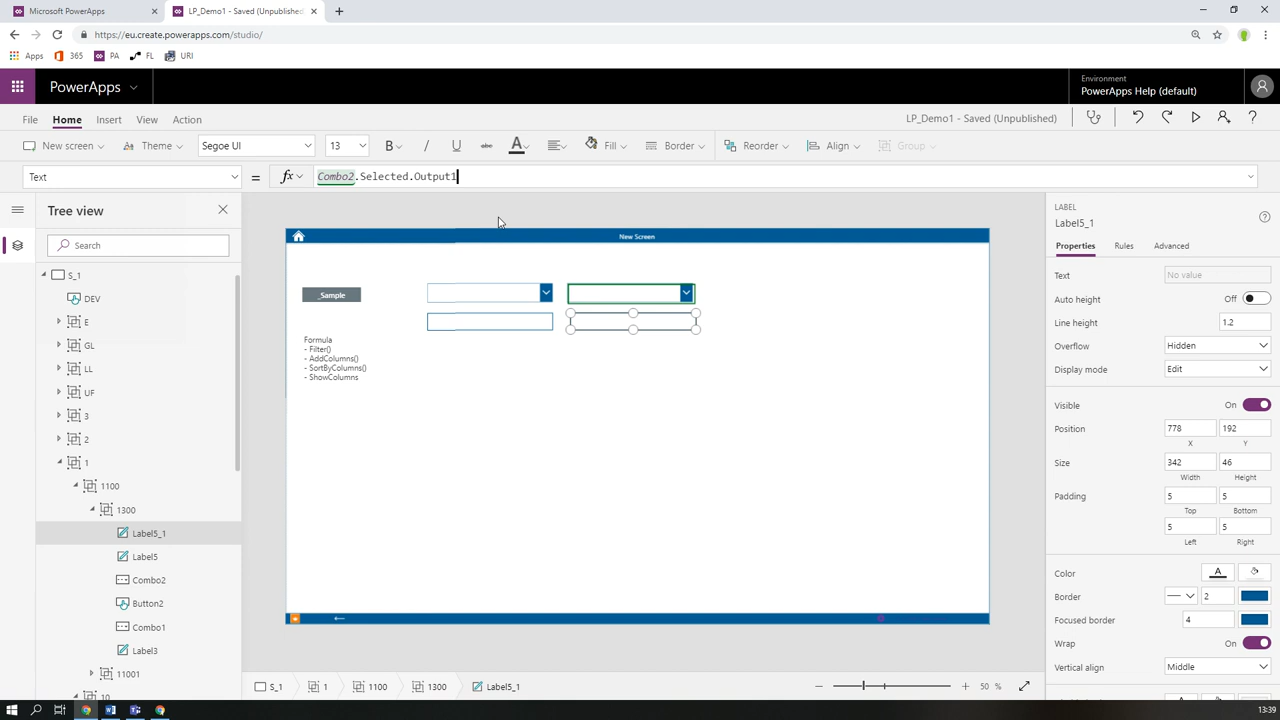 Microsoft PowerApps
LP_Demo1 - Saved (Unpublished
https://eu.create.powerapps.com/studio/
Apps 365 PA FL URI
PowerApps
Environment
PowerApps Help (default)
File Home Insert View Action
LP_Demo1 - Saved (Unpublished)
New screen Theme Segoe UI 13 B I U abc A Fill Border Reorder Align Group
Text = fx Combo2.Selected.Output1
Tree view
Search
S_1
DEV
E
GL
LL
UF
3
2
1
1100
1300
Label5_1
Label5
Combo2
Button2
Combo1
Label3
11001
10
New Screen
_Sample
Formula
- Filter()
- AddColumns()
- SortByColumns()
- ShowColumns
LABEL
Label5_1
Properties Rules Advanced
Text No value
Auto height Off
Line height 1.2
Overflow Hidden
Display mode Edit
Visible On
Position 778 192
X Y
Size 342 46
Width Height
Padding 5 5
Top Bottom
5 5
Left Right
Color A
Border 2
Focused border 4
Wrap On
Vertical align Middle
S_1 1 1100 1300 Label5_1
50 %
13:39